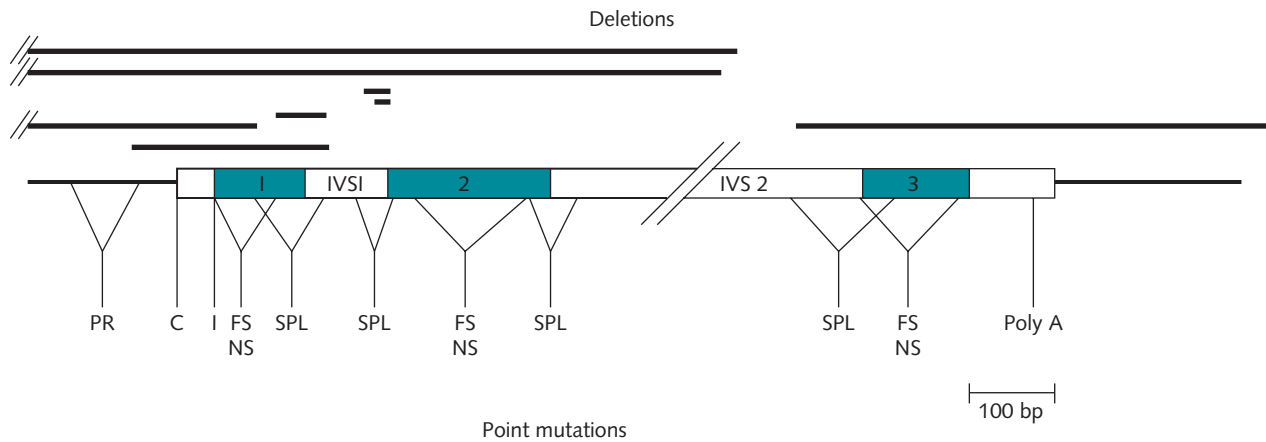 Deletions
I IVSI 2 IVS 2 3
PR C I FS SPL SPL FS SPL SPL FS Poly A
NS NS NS
100 bp
Point mutations